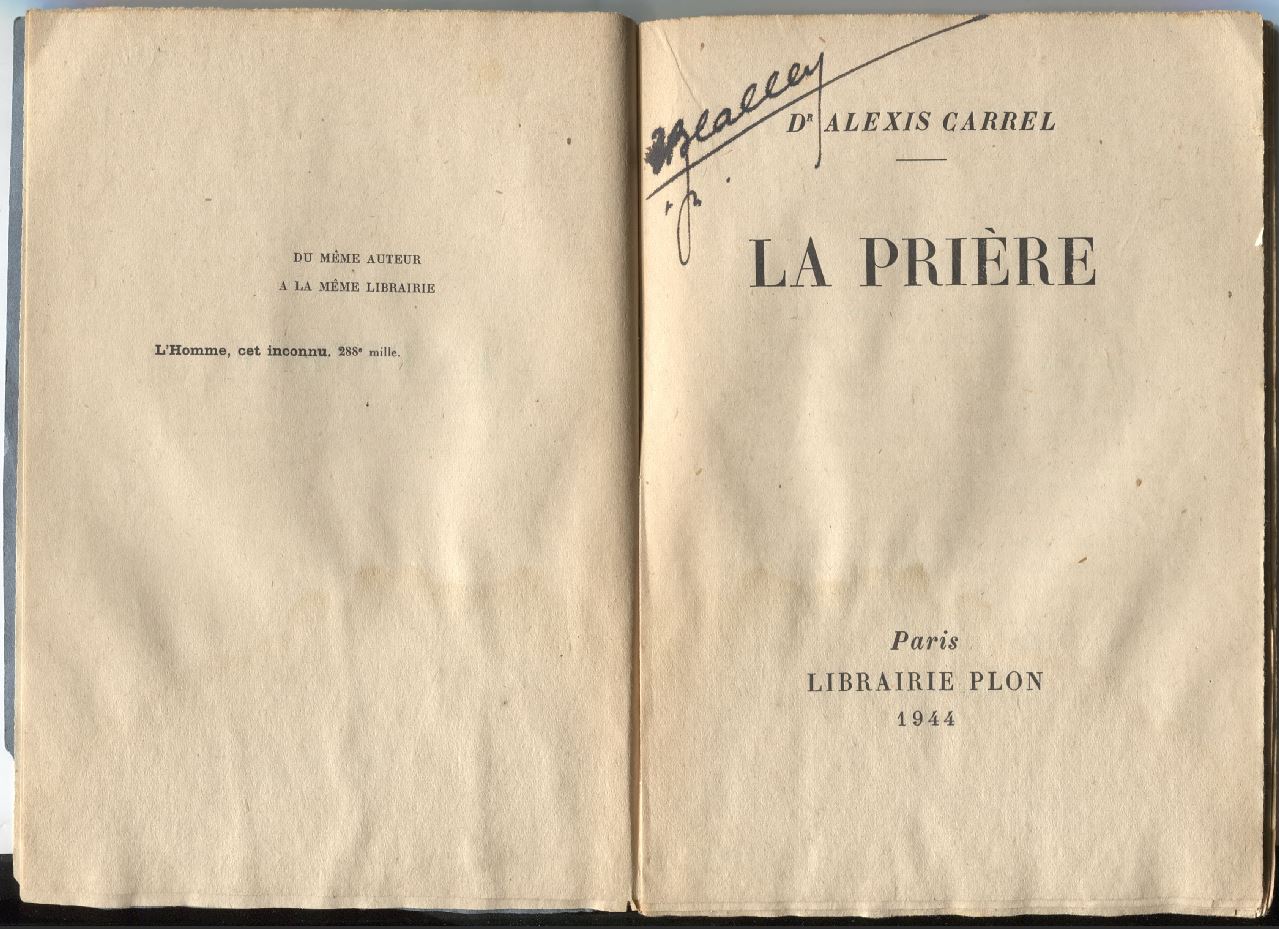 DU MÊME AUTEUR
A LA MÊME LIBRAIRIE
L'Homme, cet inconnu. 288e mille.
Dr ALEXIS CARREL
LA PRIÈRE
Paris
LIBRAIRIE PLON
1944